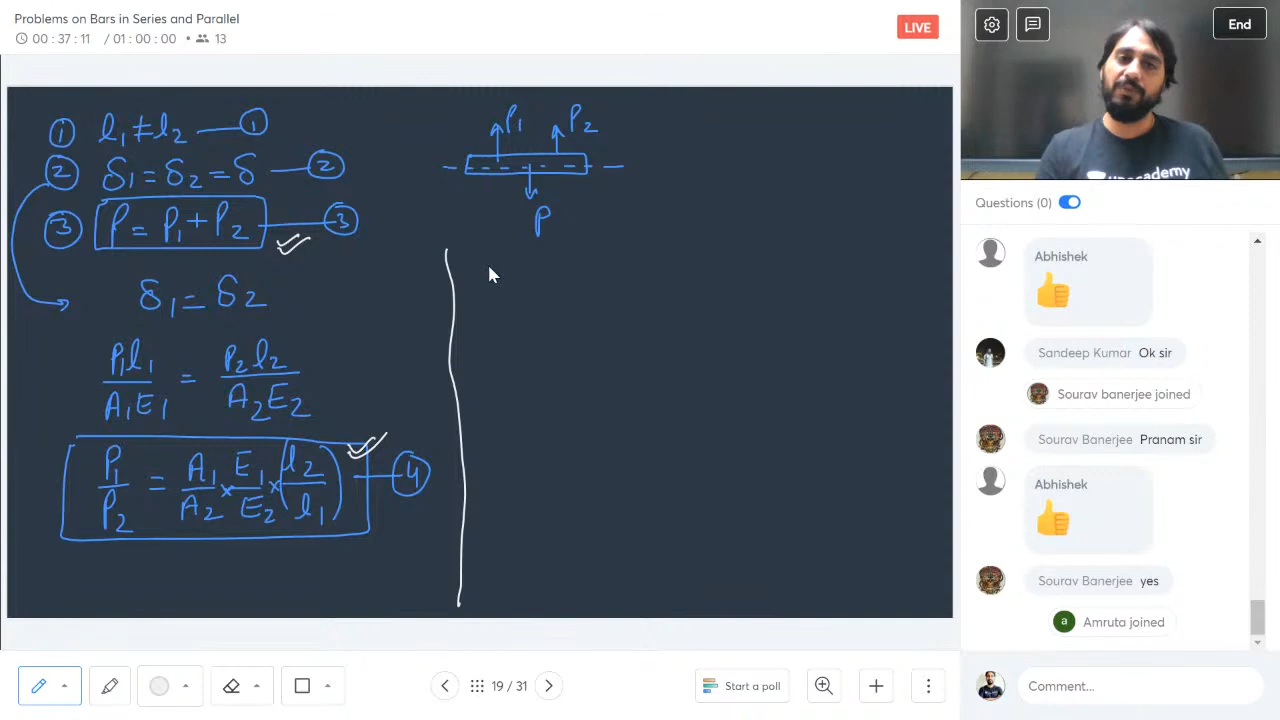 Problems on Bars in Series and Parallel
00 : 37 : 11 / 01 : 00 : 00 • 13
LIVE
End
① l₁ ≠ l₂ — ①
② δ₁ = δ₂ = δ — ②
③ P = P₁ + P₂ — ③
δ₁ = δ₂
P₁l₁/A₁E₁ = P₂l₂/A₂E₂
P₁/P₂ = A₁/A₂ × E₁/E₂ × (l₂/l₁) — ④
P₁ P₂
P
Questions (0)
Abhishek
Sandeep Kumar Ok sir
Sourav banerjee joined
Sourav Banerjee Pranam sir
Abhishek
Sourav Banerjee yes
a Amruta joined
19 / 31
Start a poll
Comment...